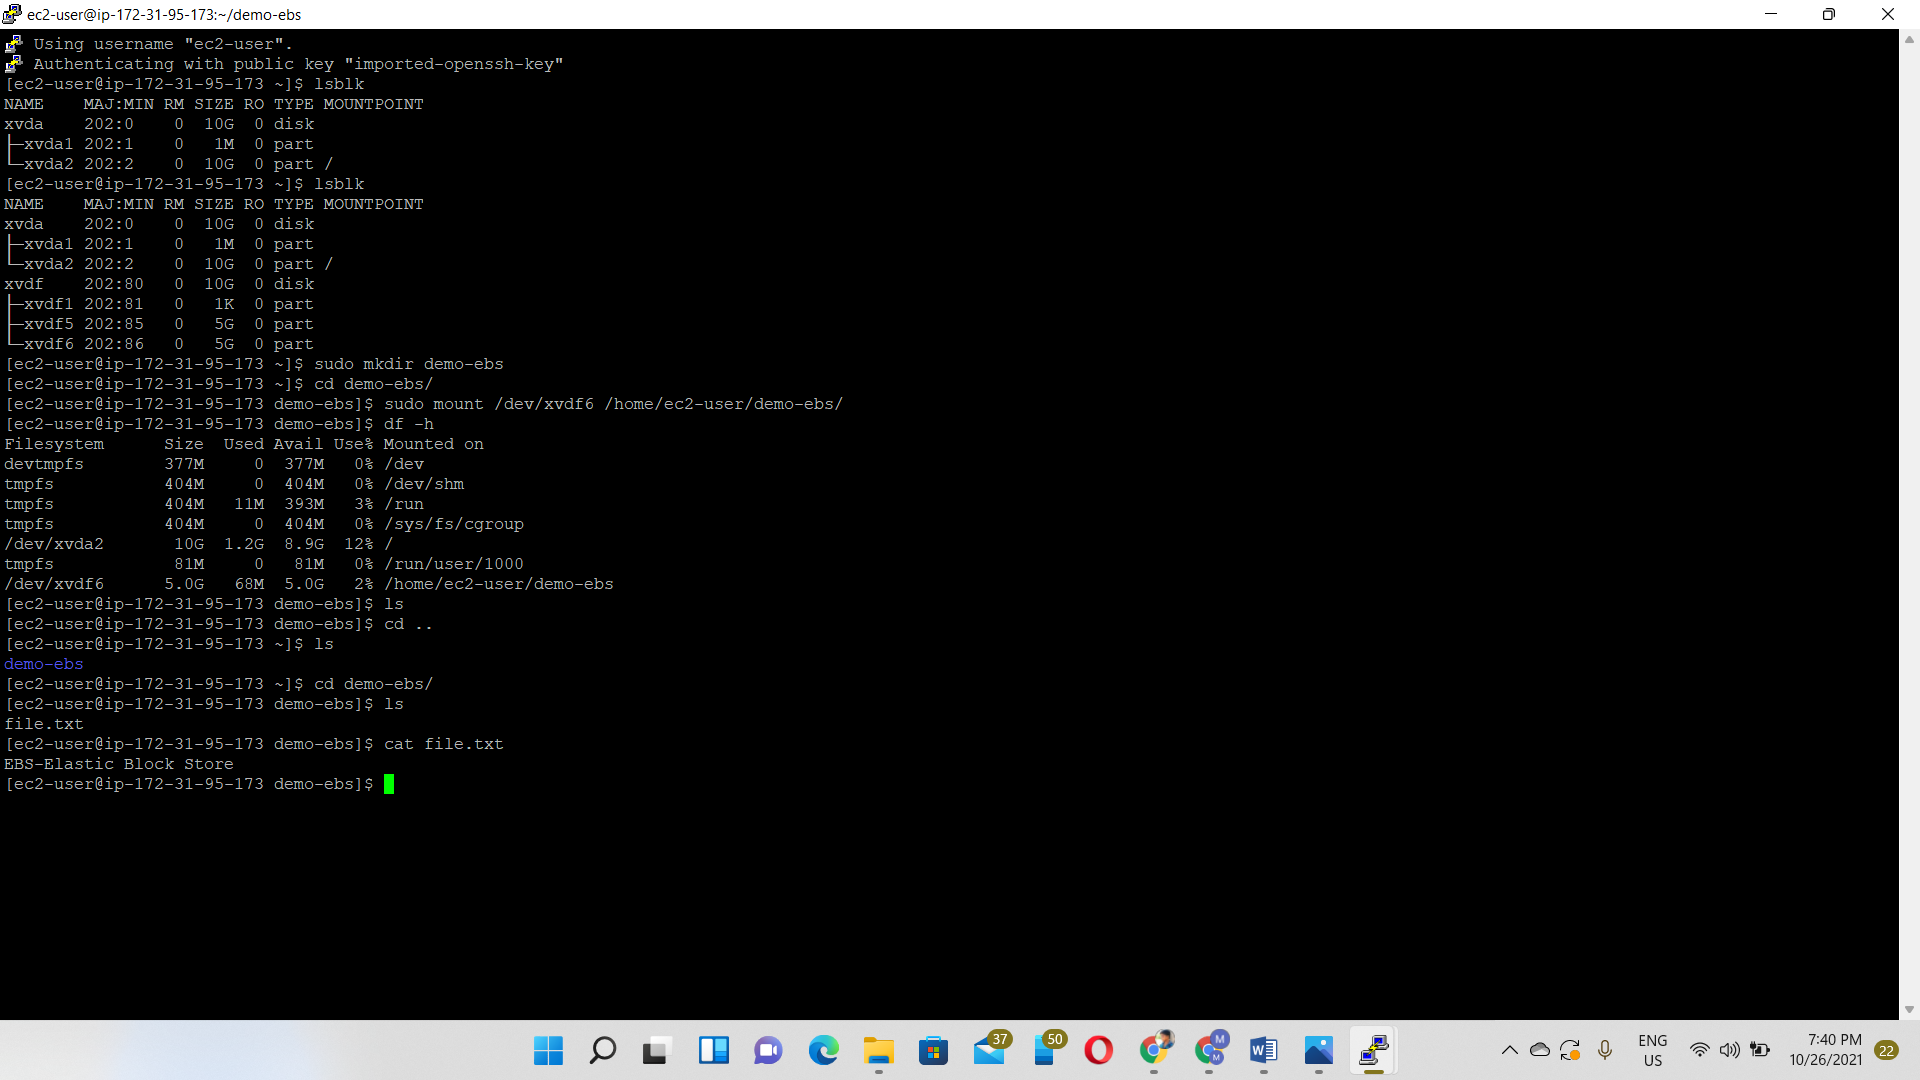 ec2-user@ip-172-31-95-173:~/demo-ebs
Using username "ec2-user".
Authenticating with public key "imported-openssh-key"
[ec2-user@ip-172-31-95-173 ~]$ lsblk
NAME    MAJ:MIN RM SIZE RO TYPE MOUNTPOINT
xvda    202:0    0  10G  0 disk
├─xvda1 202:1    0   1M  0 part
└─xvda2 202:2    0  10G  0 part /
[ec2-user@ip-172-31-95-173 ~]$ lsblk
NAME    MAJ:MIN RM SIZE RO TYPE MOUNTPOINT
xvda    202:0    0  10G  0 disk
├─xvda1 202:1    0   1M  0 part
└─xvda2 202:2    0  10G  0 part /
xvdf    202:80   0  10G  0 disk
├─xvdf1 202:81   0   1K  0 part
├─xvdf5 202:85   0   5G  0 part
└─xvdf6 202:86   0   5G  0 part
[ec2-user@ip-172-31-95-173 ~]$ sudo mkdir demo-ebs
[ec2-user@ip-172-31-95-173 ~]$ cd demo-ebs/
[ec2-user@ip-172-31-95-173 demo-ebs]$ sudo mount /dev/xvdf6 /home/ec2-user/demo-ebs/
[ec2-user@ip-172-31-95-173 demo-ebs]$ df -h
Filesystem      Size  Used Avail Use% Mounted on
devtmpfs        377M     0  377M   0% /dev
tmpfs           404M     0  404M   0% /dev/shm
tmpfs           404M   11M  393M   3% /run
tmpfs           404M     0  404M   0% /sys/fs/cgroup
/dev/xvda2       10G  1.2G  8.9G  12% /
tmpfs            81M     0   81M   0% /run/user/1000
/dev/xvdf6      5.0G   68M  5.0G   2% /home/ec2-user/demo-ebs
[ec2-user@ip-172-31-95-173 demo-ebs]$ ls
[ec2-user@ip-172-31-95-173 demo-ebs]$ cd ..
[ec2-user@ip-172-31-95-173 ~]$ ls
demo-ebs
[ec2-user@ip-172-31-95-173 ~]$ cd demo-ebs/
[ec2-user@ip-172-31-95-173 demo-ebs]$ ls
file.txt
[ec2-user@ip-172-31-95-173 demo-ebs]$ cat file.txt
EBS-Elastic Block Store
[ec2-user@ip-172-31-95-173 demo-ebs]$
37 50 M M W ENG 7:40 PM
US 10/26/2021 22